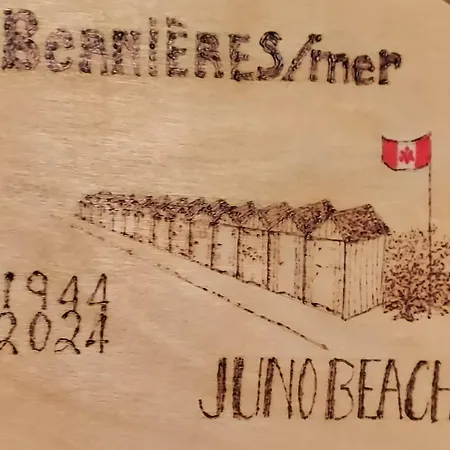 BernIÈRES/mer
1944
2024
JUNO BEACH